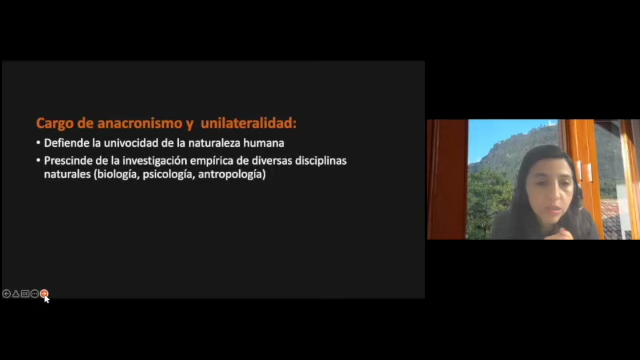 Cargo de anacronismo y unilateralidad:
• Defiende la univocidad de la naturaleza humana
• Prescinde de la investigación empírica de diversas disciplinas
naturales (biología, psicología, antropología)